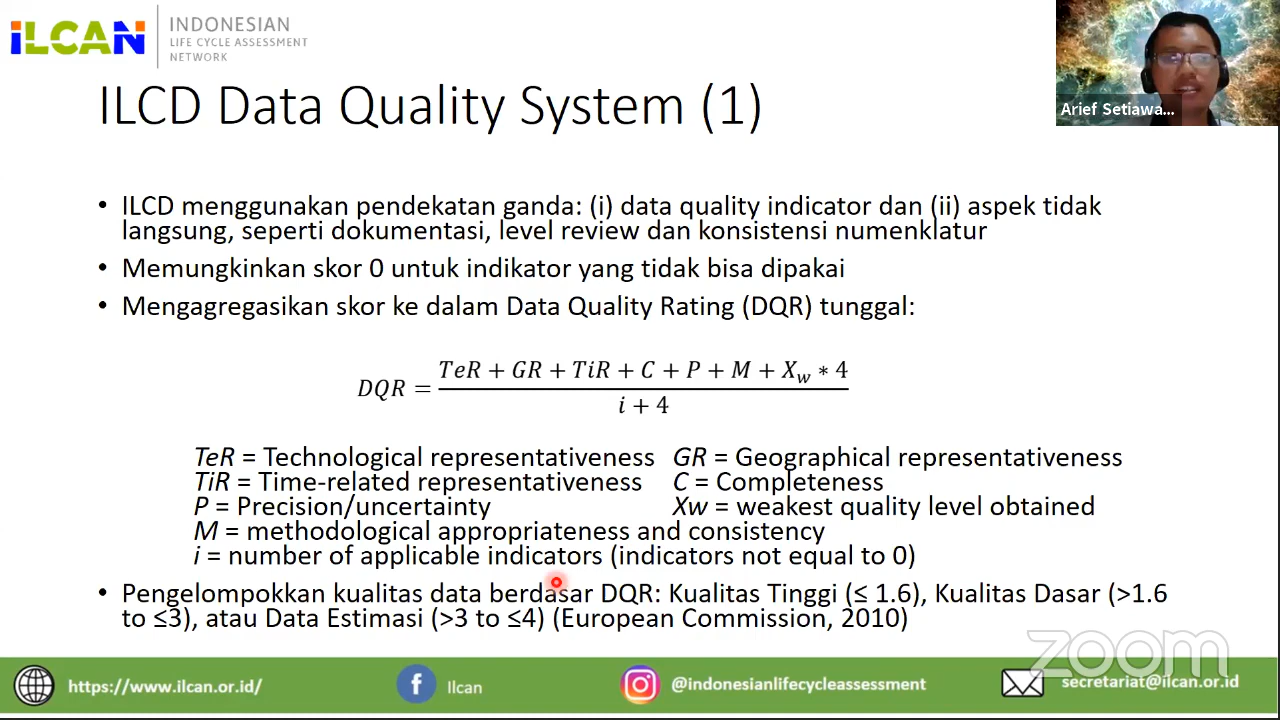 iLCAN
INDONESIAN
LIFE CYCLE ASSESSMENT
NETWORK
Arief Setiawa...
ILCD Data Quality System (1)
• ILCD menggunakan pendekatan ganda: (i) data quality indicator dan (ii) aspek tidak
langsung, seperti dokumentasi, level review dan konsistensi numenklatur
• Memungkinkan skor 0 untuk indikator yang tidak bisa dipakai
• Mengagregasikan skor ke dalam Data Quality Rating (DQR) tunggal:
DQR = (TeR + GR + TiR + C + P + M + X_w * 4) / (i + 4)
TeR = Technological representativeness GR = Geographical representativeness
TiR = Time-related representativeness C = Completeness
P = Precision/uncertainty Xw = weakest quality level obtained
M = methodological appropriateness and consistency
i = number of applicable indicators (indicators not equal to 0)
• Pengelompokkan kualitas data berdasar DQR: Kualitas Tinggi (≤ 1.6), Kualitas Dasar (>1.6
to ≤3), atau Data Estimasi (>3 to ≤4) (European Commission, 2010)
zoom
https://www.ilcan.or.id/ Ilcan @indonesianlifecycleassessment secretariat@ilcan.or.id